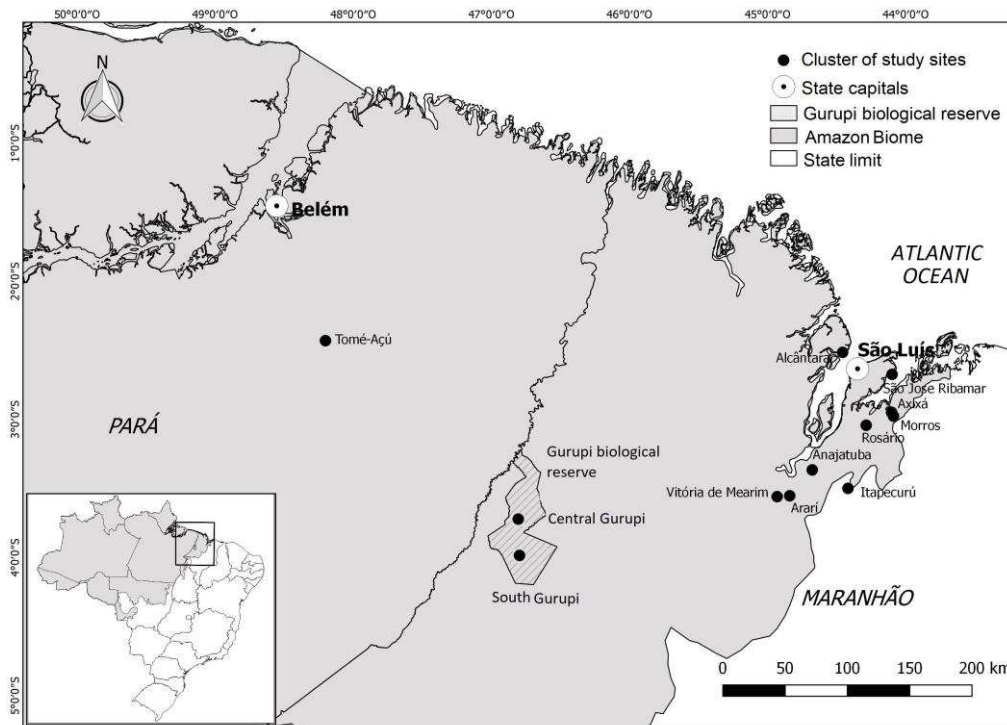 50°0'0"O 49°0'0"O 48°0'0"O 47°0'0"O 46°0'0"O 45°0'0"O 44°0'0"O
N
Cluster of study sites
State capitals
Gurupi biological reserve
Amazon Biome
State limit
1°0'0"S
Belém
ATLANTIC
OCEAN
2°0'0"S
Tomé-Açú
Alcântara
São Luís
São Jose Ribamar
Axixá
Morros
Rosário
3°0'0"S
PARÁ
Gurupi biological
reserve
Anajatuba
Vitória de Mearim
Itapecurú
Ararí
Central Gurupi
4°0'0"S
South Gurupi
MARANHÃO
0 50 100 150 200 km
5°0'0"S